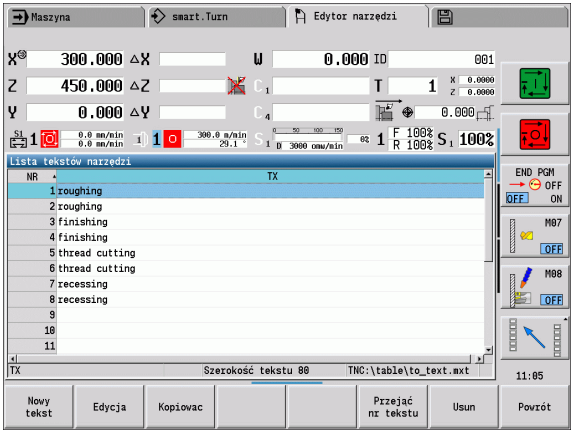 Maszyna smart.Turn Edytor narzędzi
X 300.000 ΔX W 0.000 ID 001
Z 450.000 ΔZ C1 T 1 X 0.0000
Z 0.0000
Y 0.000 ΔY C4 0.000
S1 1 0.0 mm/min 1 300.0 m/min S1 0 50 100 150 0% 1 F 100% S1 100%
0.0 mm/min 29.1 ° D 3000 omw/min R 100%
Lista tekstów narzędzi
NR TX
1 roughing
2 roughing
3 finishing
4 finishing
5 thread cutting
6 thread cutting
7 recessing
8 recessing
9
10
11
TX Szerokość tekstu 80 TNC:\table\to_text.mxt
END PGM
OFF
OFF ON
M07
OFF
M08
OFF
11:05
Nowy tekst Edycja Kopiowac Przejąć nr tekstu Usun Powrót